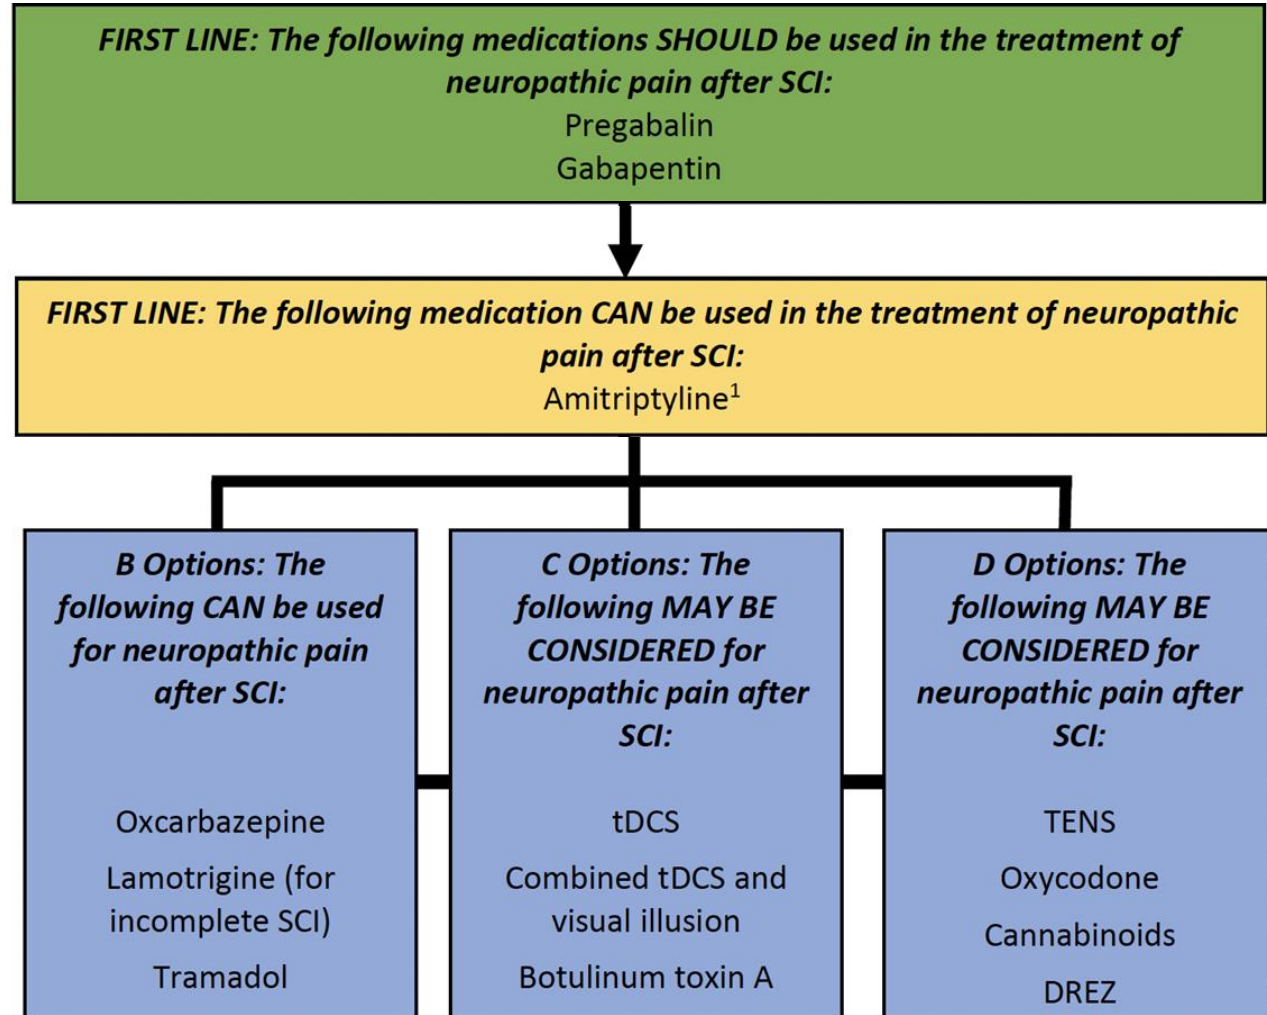 FIRST LINE: The following medications SHOULD be used in the treatment of
neuropathic pain after SCI:
Pregabalin
Gabapentin
FIRST LINE: The following medication CAN be used in the treatment of neuropathic
pain after SCI:
Amitriptyline¹
B Options: The
following CAN be used
for neuropathic pain
after SCI:
Oxcarbazepine
Lamotrigine (for
incomplete SCI)
Tramadol
C Options: The
following MAY BE
CONSIDERED for
neuropathic pain after
SCI:
tDCS
Combined tDCS and
visual illusion
Botulinum toxin A
D Options: The
following MAY BE
CONSIDERED for
neuropathic pain after
SCI:
TENS
Oxycodone
Cannabinoids
DREZ